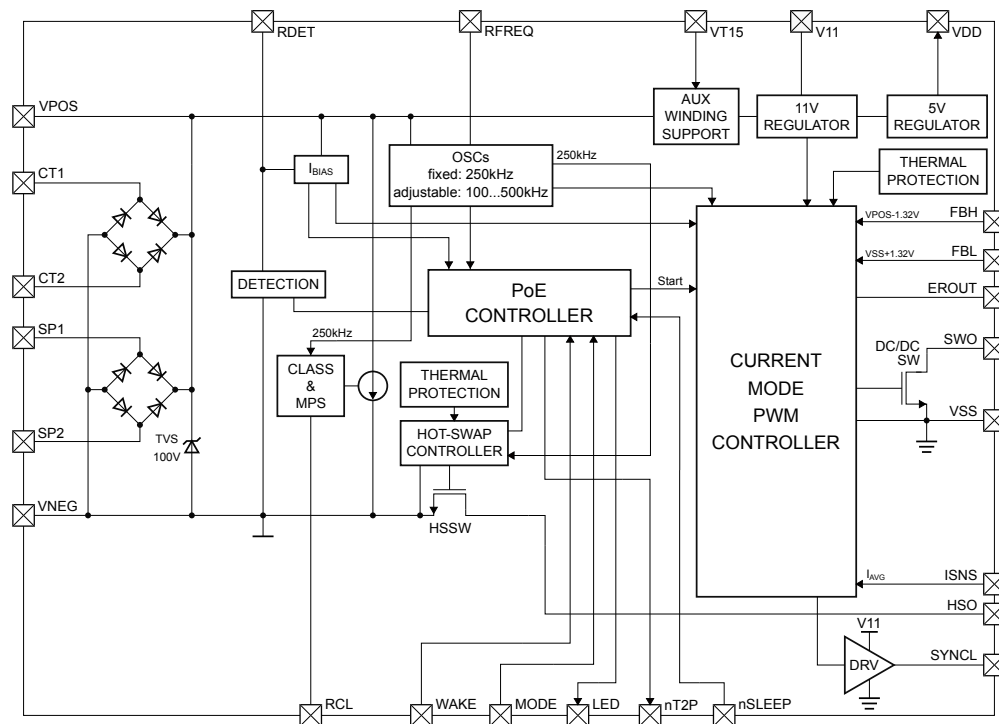 RDET
RFREQ
VT15
V11
VDD
VPOS
AUX
WINDING
SUPPORT
11V
REGULATOR
5V
REGULATOR
IBIAS
OSCs
fixed: 250kHz
adjustable: 100...500kHz
250kHz
THERMAL
PROTECTION
CT1
CT2
SP1
SP2
TVS
100V
VNEG
DETECTION
250kHz
CLASS
&
MPS
PoE
CONTROLLER
Start
THERMAL
PROTECTION
HOT-SWAP
CONTROLLER
HSSW
CURRENT
MODE
PWM
CONTROLLER
VPOS-1.32V
FBH
VSS+1.32V
FBL
EROUT
DC/DC
SW
SWO
VSS
IAVG
ISNS
HSO
V11
DRV
SYNCL
RCL
WAKE
MODE
LED
nT2P
nSLEEP